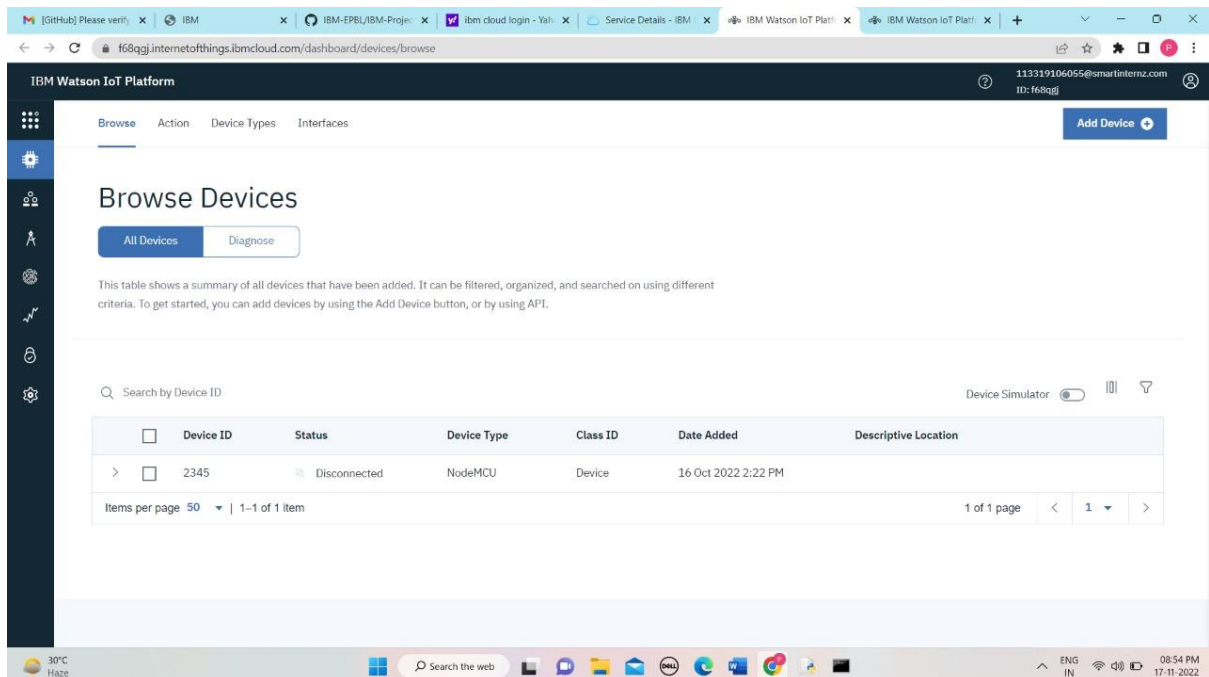 [GitHub] Please verify
IBM
IBM-EPBL/IBM-Projec
ibm cloud login - Yah
Service Details - IBM
IBM Watson IoT Platf
IBM Watson IoT Platf
f68qgj.internetofthings.ibmcloud.com/dashboard/devices/browse
P
IBM Watson IoT Platform
113319106055@smartinternz.com
ID: f68qgj
Browse Action Device Types Interfaces
Add Device
Browse Devices
All Devices Diagnose
This table shows a summary of all devices that have been added. It can be filtered, organized, and searched on using different
criteria. To get started, you can add devices by using the Add Device button, or by using API.
Search by Device ID
Device Simulator
Device ID Status Device Type Class ID Date Added Descriptive Location
2345 Disconnected NodeMCU Device 16 Oct 2022 2:22 PM
Items per page 50 | 1–1 of 1 item 1 of 1 page < 1 >
30°C
Haze
Search the web
DELL
ENG
IN
08:54 PM
17-11-2022